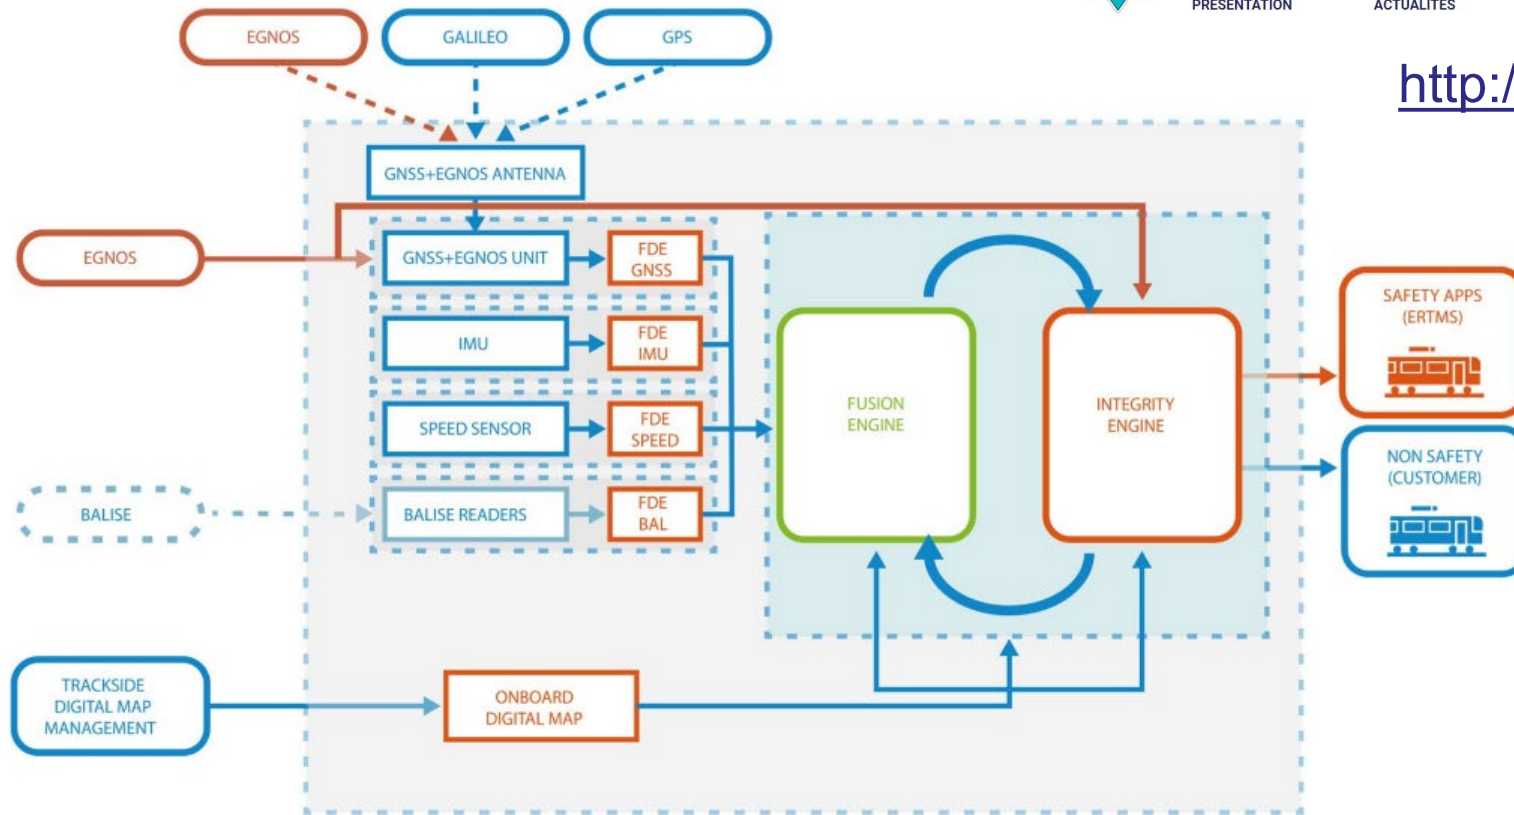 PRÉSENTATION
ACTUALITÉS
http:/
EGNOS
GALILEO
GPS
GNSS+EGNOS ANTENNA
EGNOS
GNSS+EGNOS UNIT
FDE
GNSS
IMU
FDE
IMU
SPEED SENSOR
FDE
SPEED
BALISE
BALISE READERS
FDE
BAL
FUSION
ENGINE
INTEGRITY
ENGINE
SAFETY APPS
(ERTMS)
NON SAFETY
(CUSTOMER)
TRACKSIDE
DIGITAL MAP
MANAGEMENT
ONBOARD
DIGITAL MAP